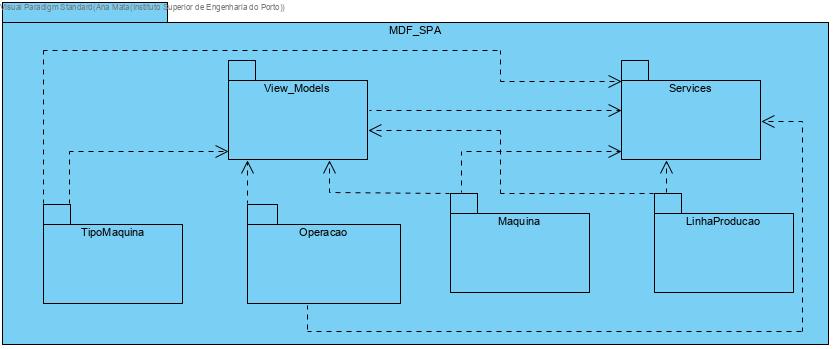 Visual Paradigm Standard(Ana Mata(Instituto Superior de Engenharia do Porto))
MDF_SPA
View_Models
Services
TipoMaquina
Operacao
Maquina
LinhaProducao